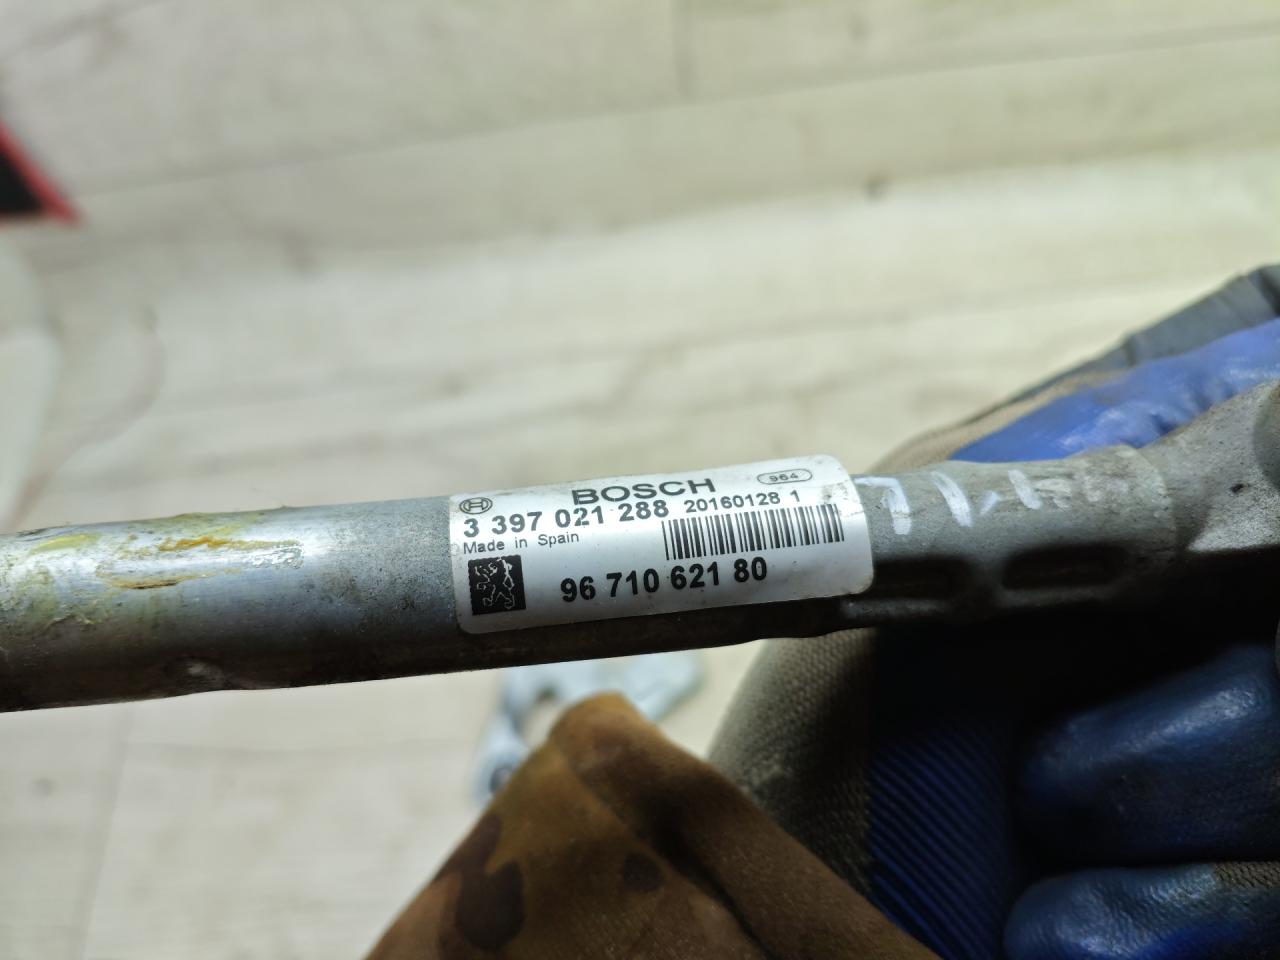 BOSCH 964
3 397 021 288 20160128 1
Made in Spain
96 710 621 80